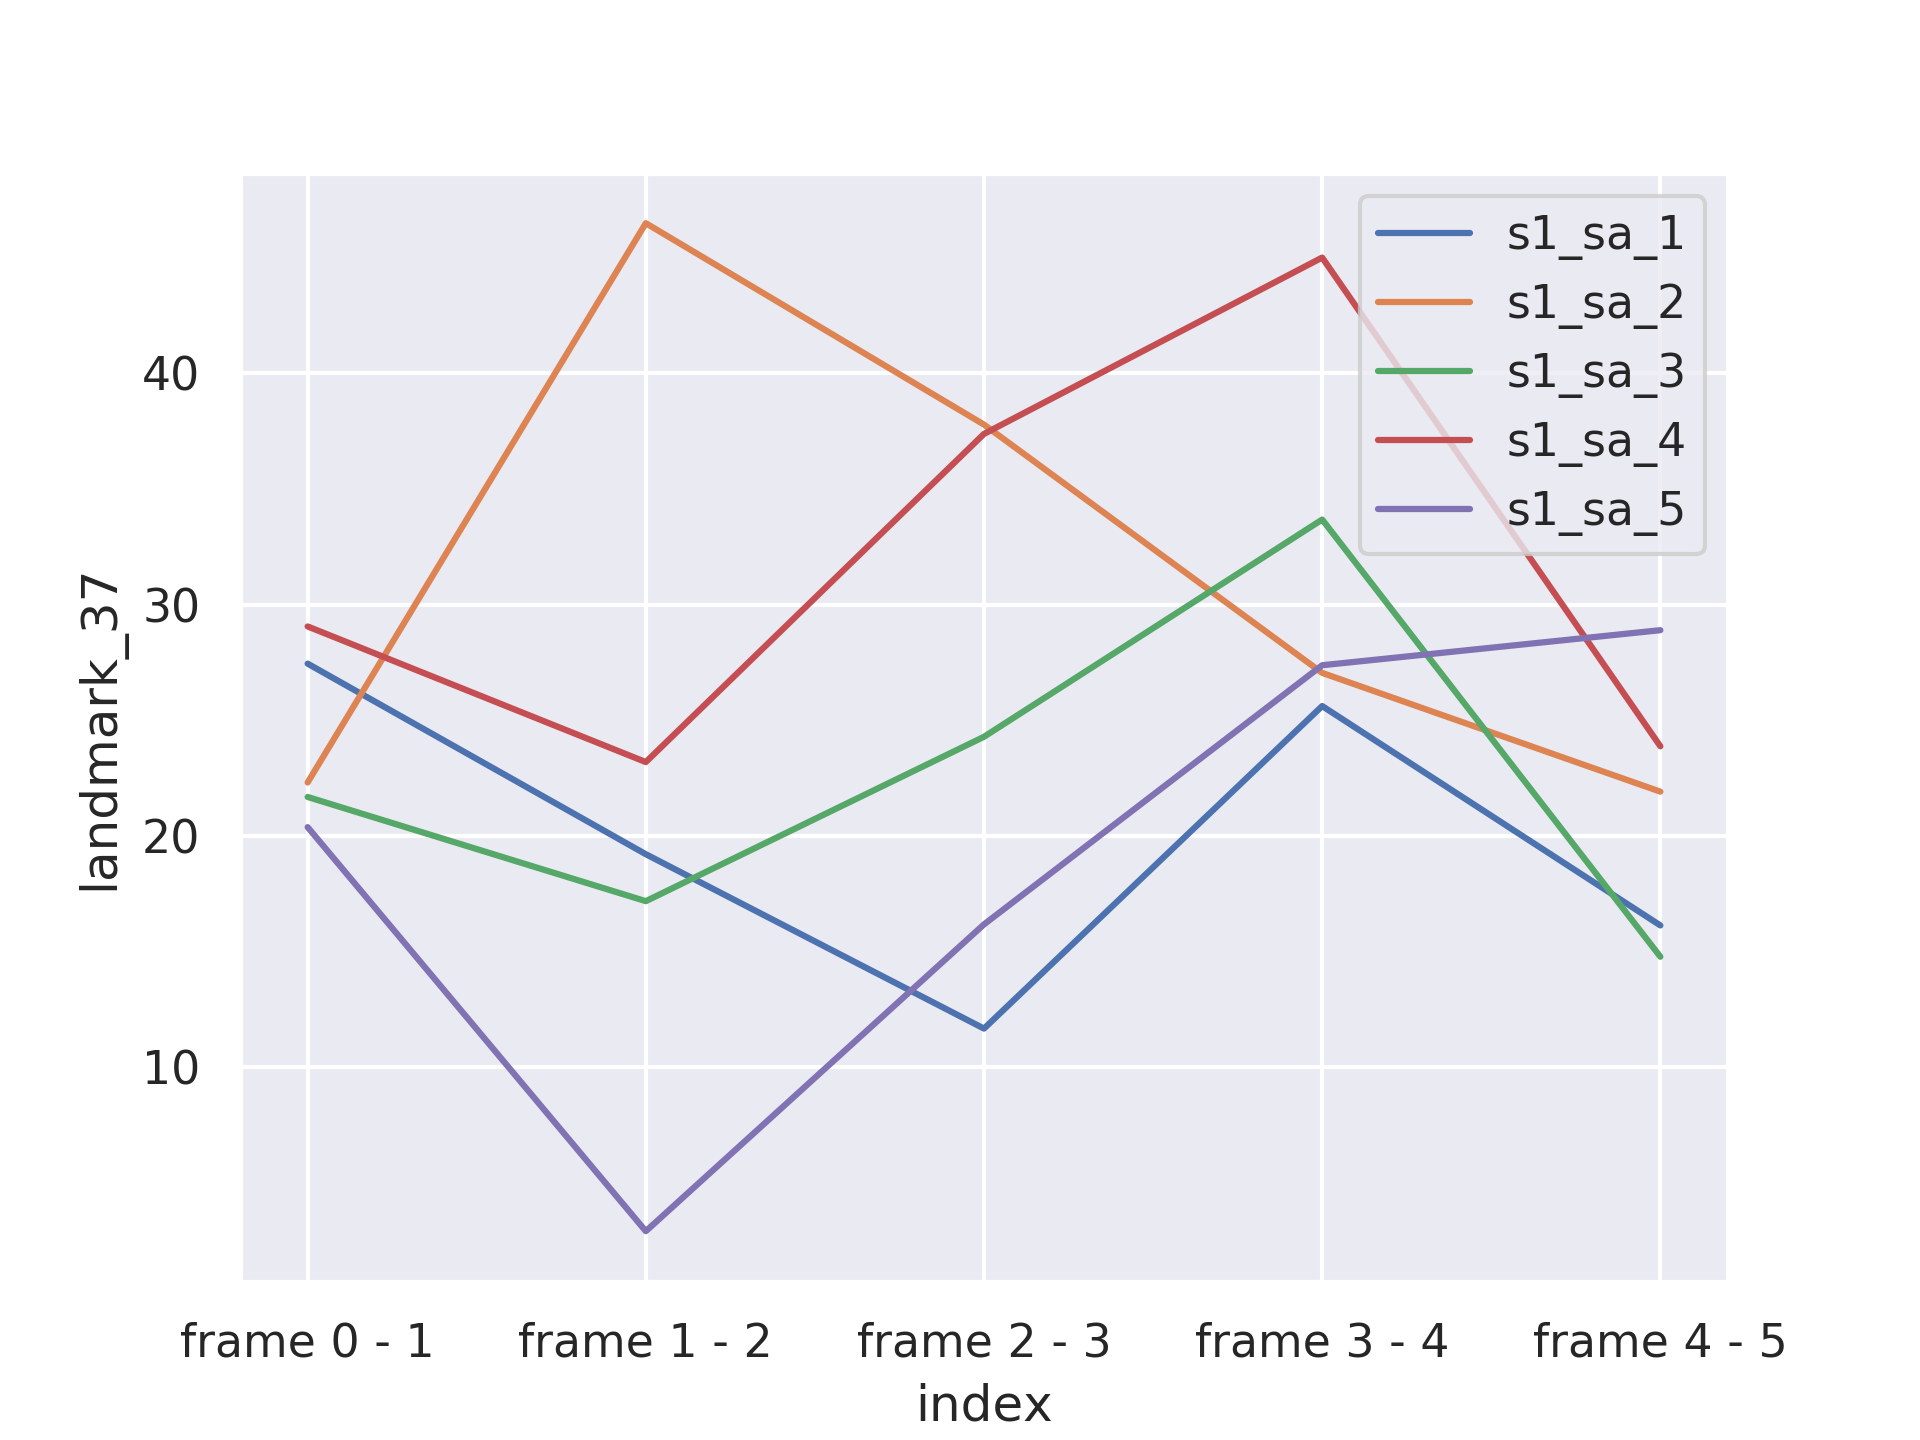 s1_sa_1
s1_sa_2
s1_sa_3
s1_sa_4
s1_sa_5
landmark_37
40
30
20
10
frame 0 - 1
frame 1 - 2
frame 2 - 3
frame 3 - 4
frame 4 - 5
index